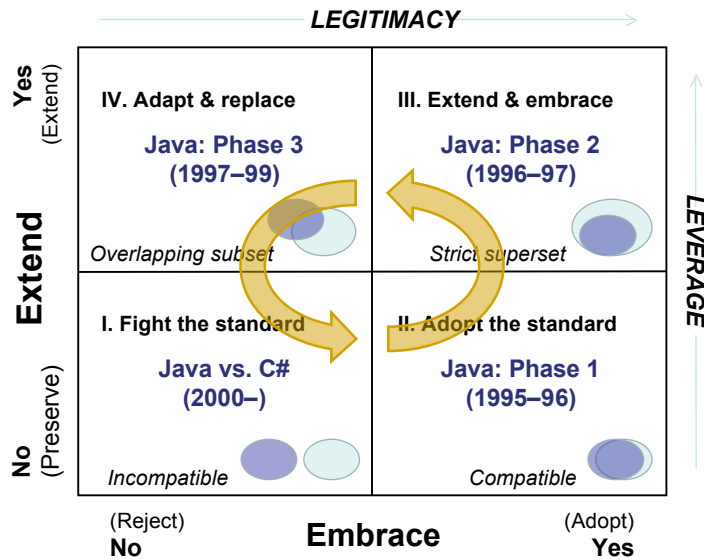 LEGITIMACY
Yes
(Extend)
IV. Adapt & replace
Java: Phase 3
(1997–99)
Overlapping subset
III. Extend & embrace
Java: Phase 2
(1996–97)
Strict superset
LEVERAGE
Extend
No
(Preserve)
I. Fight the standard
Java vs. C#
(2000–)
Incompatible
II. Adopt the standard
Java: Phase 1
(1995–96)
Compatible
(Reject)
No
Embrace
(Adopt)
Yes